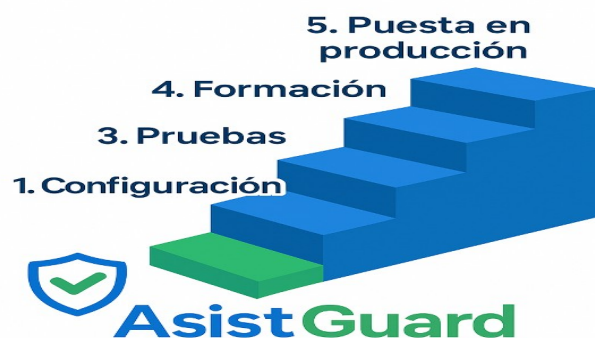 5. Puesta en
producción
4. Formación
3. Pruebas
1. Configuración
AsistGuard